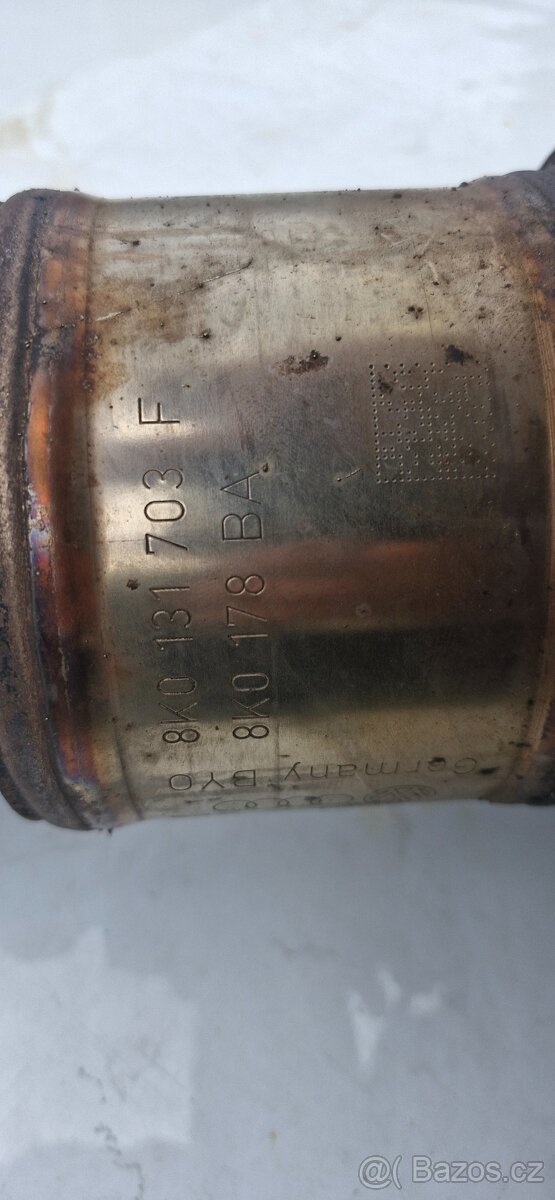 8K0 131 703 F
8K0 178 BA
Germany BYO
Bazos.cz